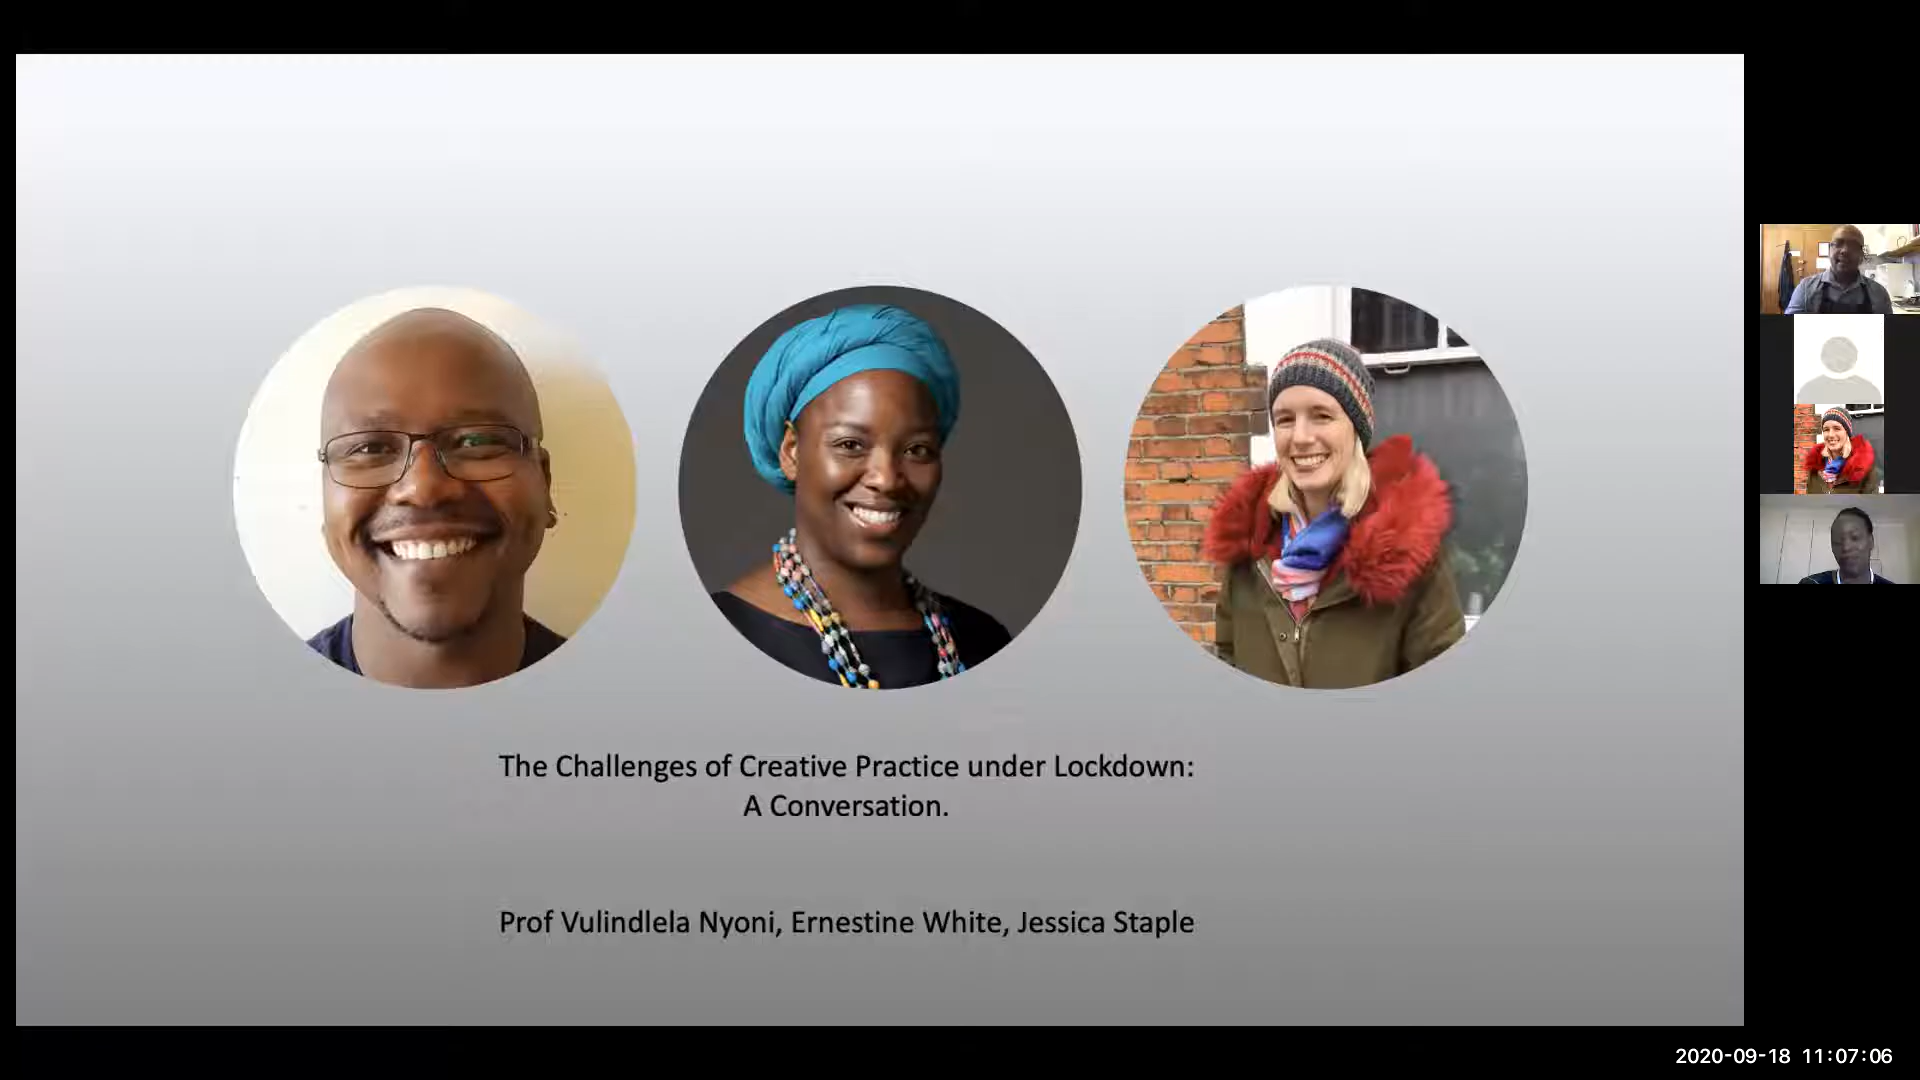 The Challenges of Creative Practice under Lockdown:
A Conversation.
Prof Vulindlela Nyoni, Ernestine White, Jessica Staple
2020-09-18 11:07:06